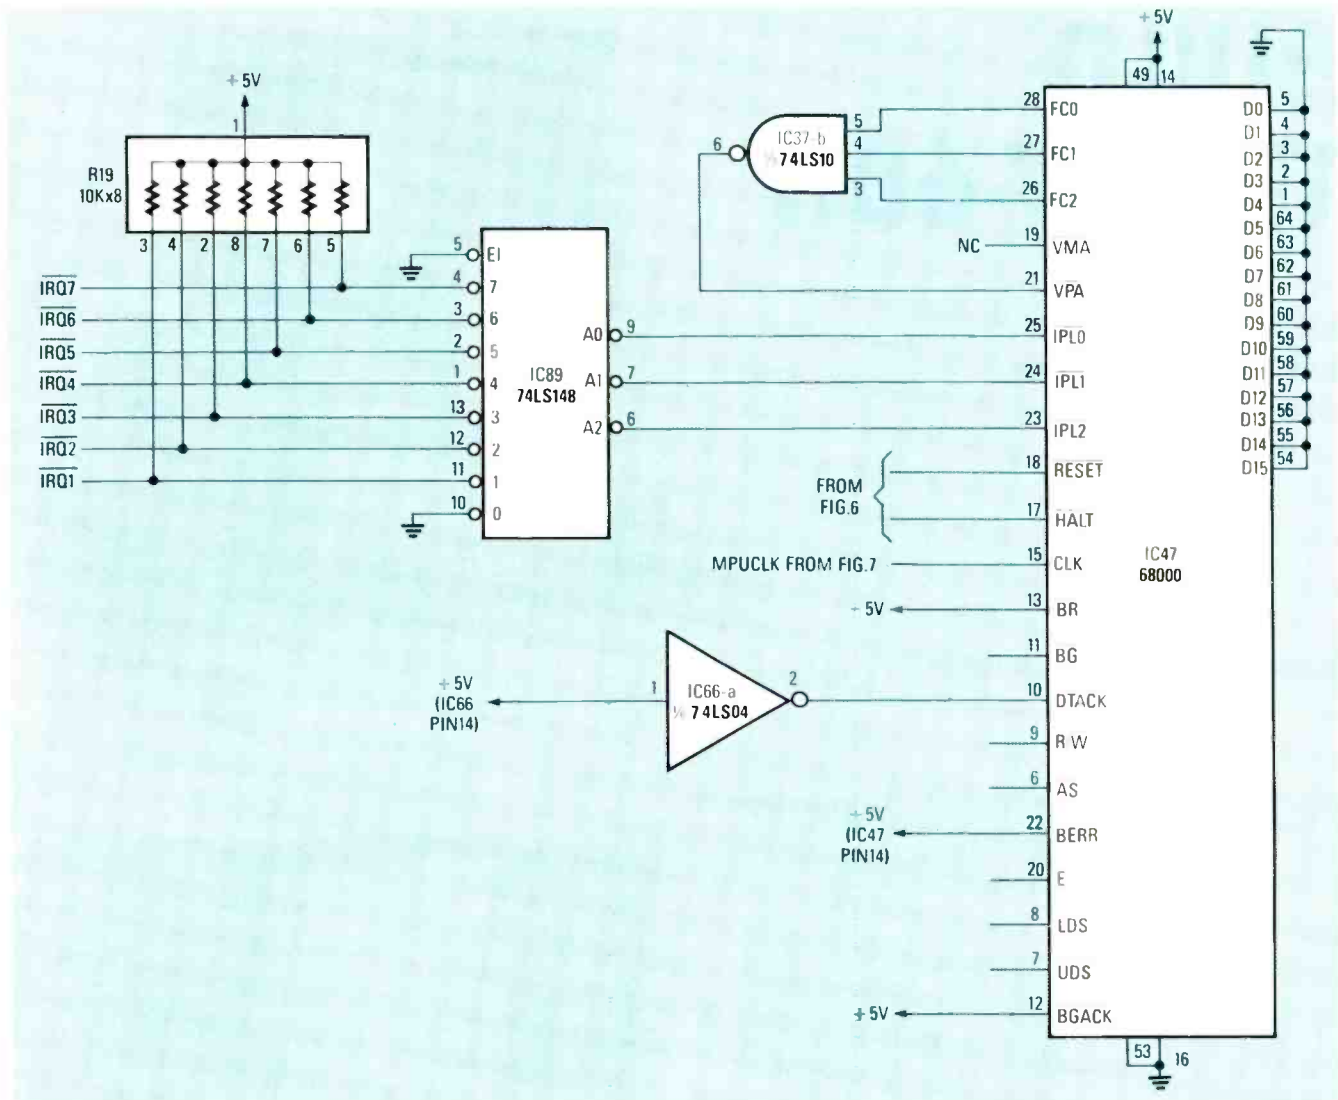 +5V
1
R19
10Kx8
3 4 2 8 7 6 5
IRQ7
IRQ6
IRQ5
IRQ4
IRQ3
IRQ2
IRQ1
5 EI
4 7
3 6
2 5
1 4
13 3
12 2
11 1
10 0
IC89
74LS148
A0 9
A1 7
A2 6
6
IC37-b
⅓ 74LS10
5
4
3
+5V
49 14
28 FC0
27 FC1
26 FC2
NC 19 VMA
21 VPA
25 IPL0
24 IPL1
23 IPL2
FROM
FIG.6
18 RESET
17 HALT
MPUCLK FROM FIG.7 15 CLK
+5V 13 BR
11 BG
+5V
(IC66
PIN14)
1
IC66-a
⅙ 74LS04
2
10 DTACK
9 R W
6 AS
+5V
(IC47
PIN14)
22 BERR
20 E
8 LDS
7 UDS
+5V 12 BGACK
IC47
68000
D0 5
D1 4
D2 3
D3 2
D4 1
D5 64
D6 63
D7 62
D8 61
D9 60
D10 59
D11 58
D12 57
D13 56
D14 55
D15 54
53 16